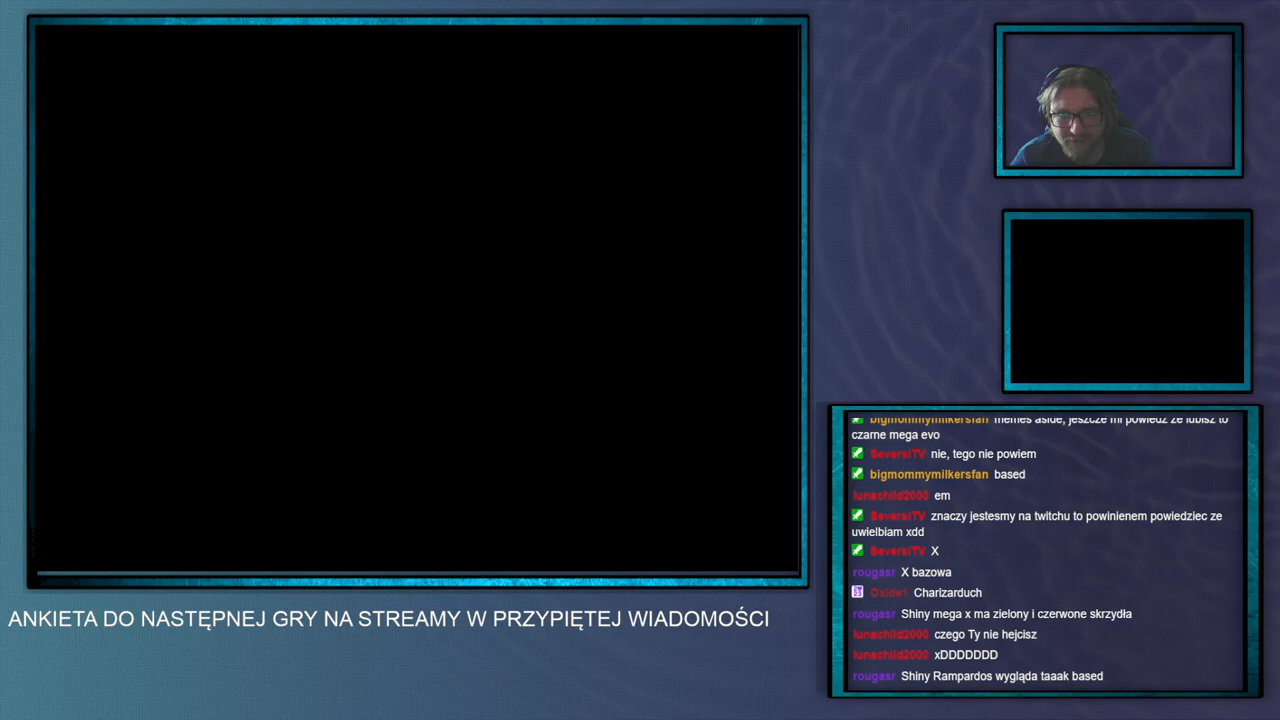 bigmommymilkersfan memes aside, jeszcze mi powiedz ze lubisz to
czarne mega evo
SeversiTV nie, tego nie powiem
bigmommymilkersfan based
lunachild2000 em
SeversiTV znaczy jestesmy na twitchu to powinienem powiedziec ze
uwielbiam xdd
SeversiTV X
rougasr X bazowa
Oxide1 Charizarduch
rougasr Shiny mega x ma zielony i czerwone skrzydła
lunachild2000 czego Ty nie hejcisz
lunachild2000 xDDDDDDD
rougasr Shiny Rampardos wygląda taaak based
ANKIETA DO NASTĘPNEJ GRY NA STREAMY W PRZYPIĘTEJ WIADOMOŚCI